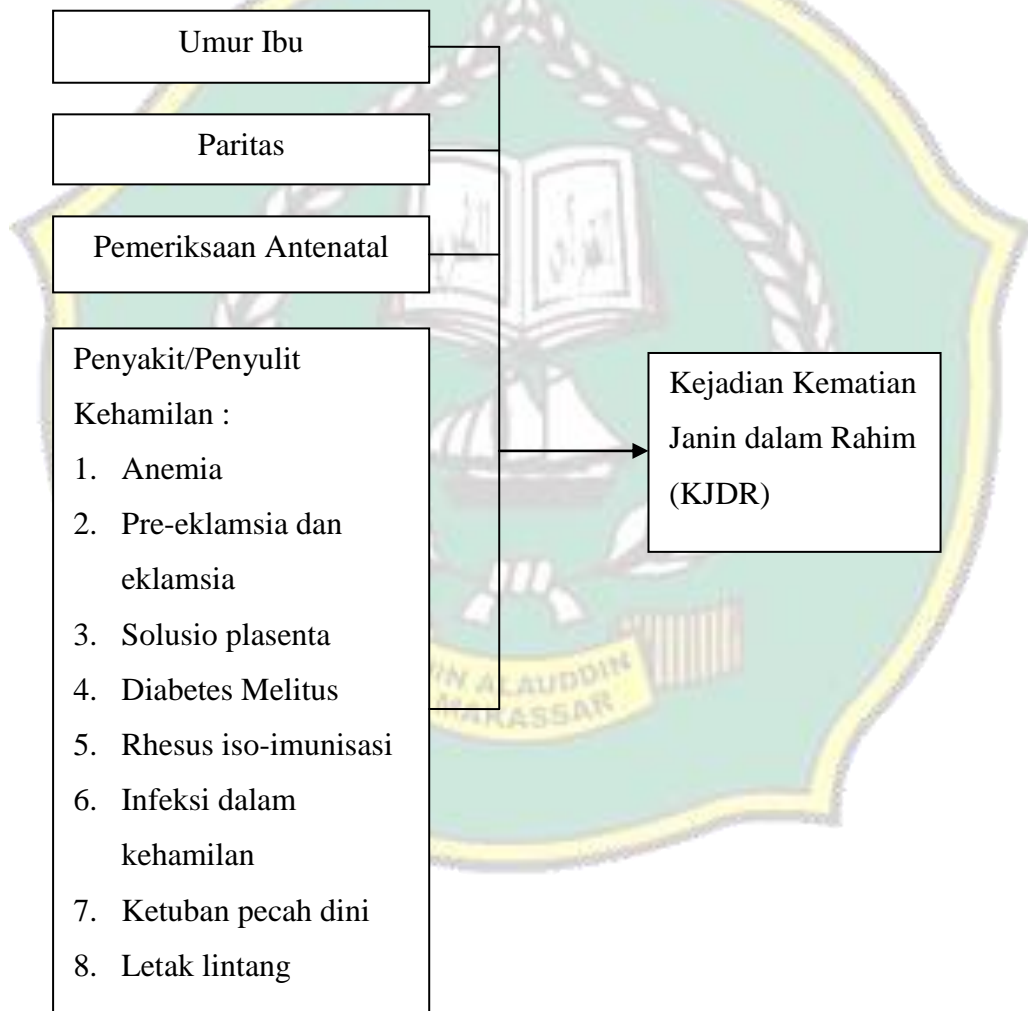 Umur Ibu
Paritas
Pemeriksaan Antenatal
Penyakit/Penyulit
Kehamilan :
1. Anemia
2. Pre-eklamsia dan
eklamsia
3. Solusio plasenta
4. Diabetes Melitus
5. Rhesus iso-imunisasi
6. Infeksi dalam
kehamilan
7. Ketuban pecah dini
8. Letak lintang
Kejadian Kematian
Janin dalam Rahim
(KJDR)
ALAUDDIN
MAKASSAR